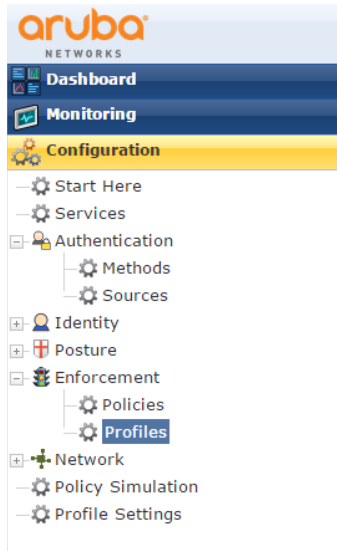 aruba
NETWORKS
Dashboard
Monitoring
Configuration
Start Here
Services
Authentication
Methods
Sources
Identity
Posture
Enforcement
Policies
Profiles
Network
Policy Simulation
Profile Settings